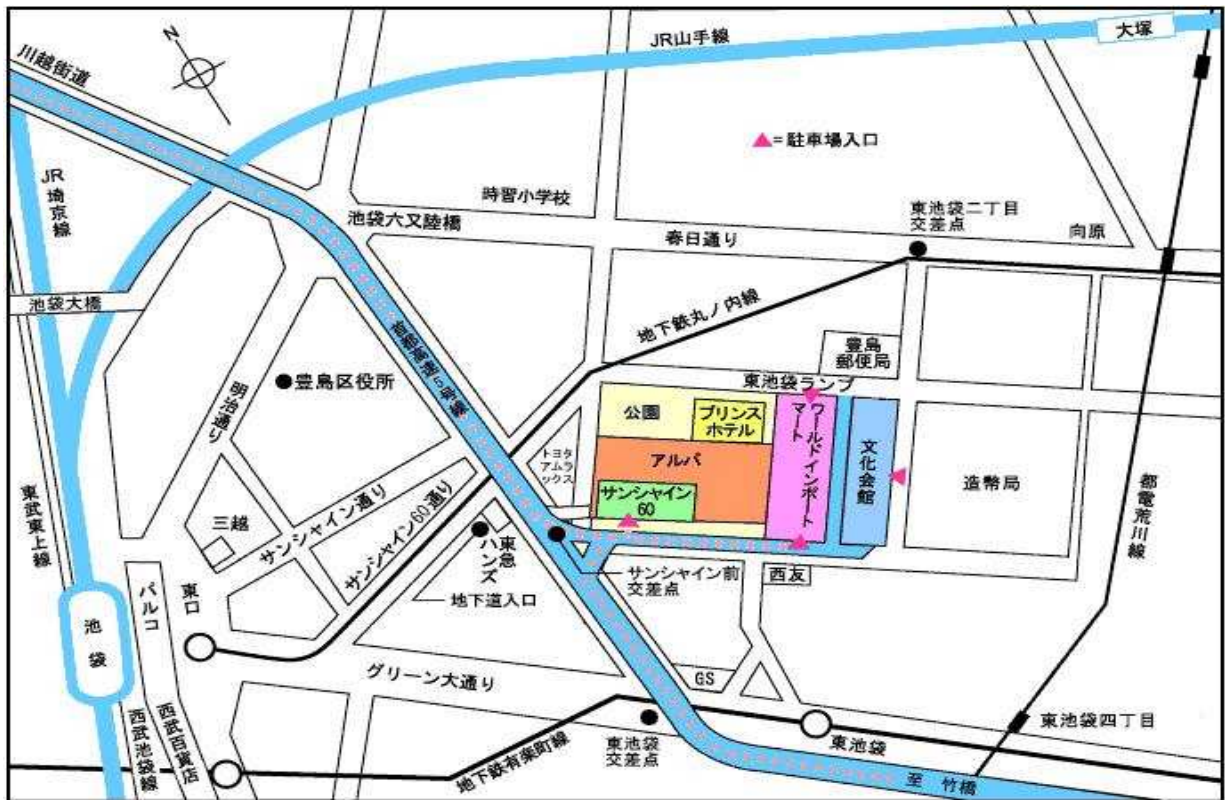 JR山手線
大塚
N
川越街道
▲=駐車場入口
JR埼京線
時習小学校
池袋六又陸橋
東池袋二丁目
交差点
春日通り
向原
池袋大橋
地下鉄丸ノ内線
首都高速5号線
豊島
郵便局
豊島区役所
東池袋ランプ
明治通り
公園
プリンス
ホテル
ワールドインポート
マート
文化会館
トヨタ
アムラ
ックス
アルパ
サンシャイン
60
造幣局
都電荒川線
東武東上線
三越
サンシャイン通り
サンシャイン60通り
東急
ハンズ
サンシャイン前
交差点
西友
地下道入口
パルコ
東口
池袋
グリーン大通り
GS
西武池袋線
西武百貨店
地下鉄有楽町線
東池袋
交差点
東池袋
東池袋四丁目
至 竹橋